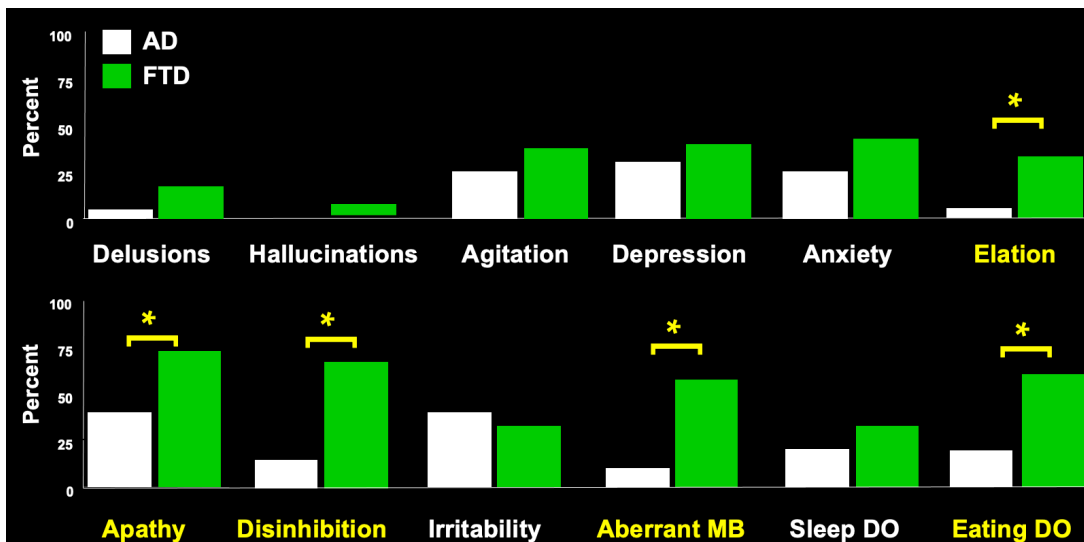 100
75
50
25
0
Percent
AD
FTD
*
Delusions Hallucinations Agitation Depression Anxiety Elation
100
75
50
25
0
Percent
* * * *
Apathy Disinhibition Irritability Aberrant MB Sleep DO Eating DO